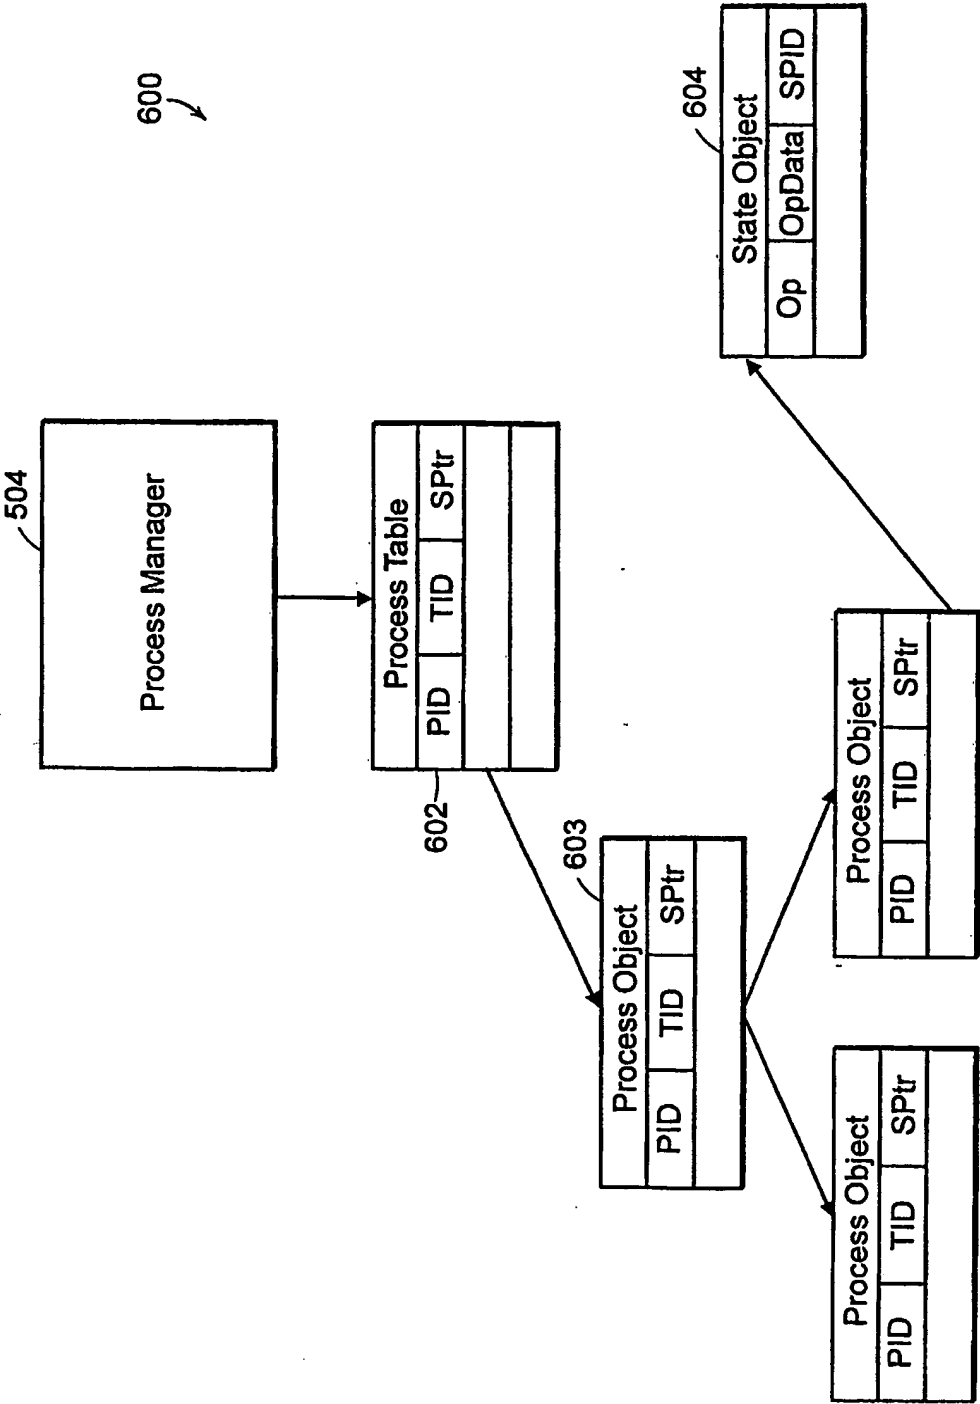 600
504
Process Manager
Process Table
PID TID SPtr
602
603
Process Object
PID TID SPtr
604
State Object
Op OpData SPID
Process Object
PID TID SPtr
Process Object
PID TID SPtr